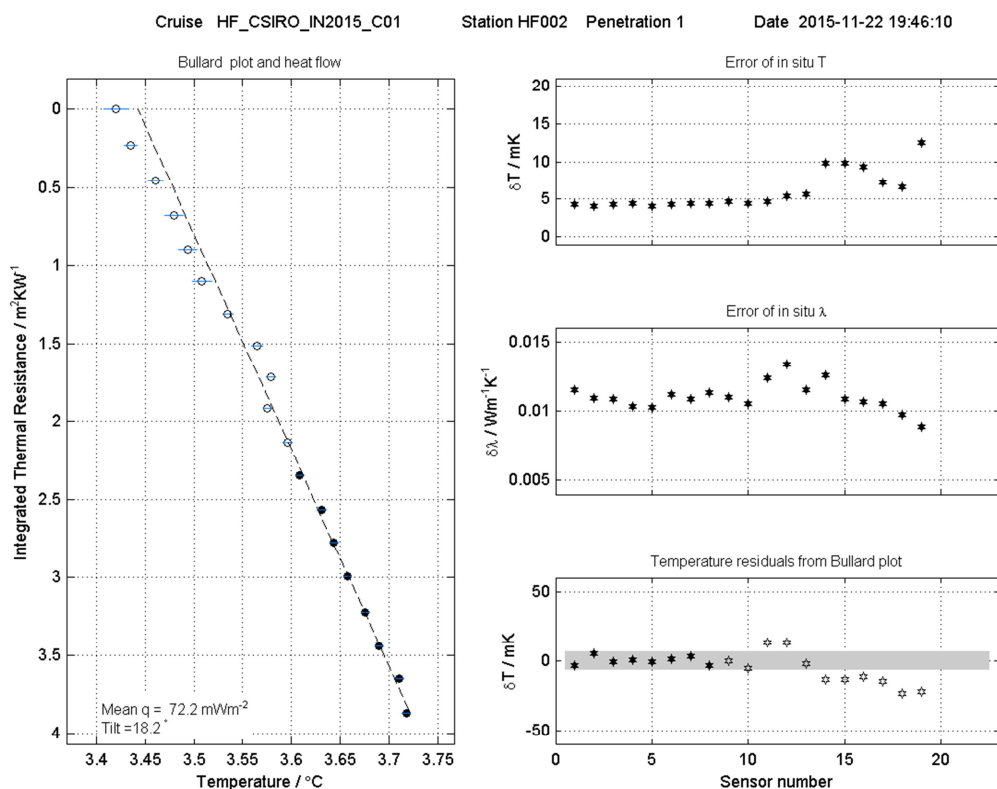 Cruise HF_CSIRO_IN2015_C01 Station HF002 Penetration 1 Date 2015-11-22 19:46:10
Bullard plot and heat flow
Integrated Thermal Resistance / m²KW⁻¹
0
0.5
1
1.5
2
2.5
3
3.5
4
Mean q = 72.2 mWm⁻²
Tilt =18.2°
3.4 3.45 3.5 3.55 3.6 3.65 3.7 3.75
Temperature / °C
Error of in situ T
δT / mK
20
15
10
5
0
Error of in situ λ
δλ / Wm⁻¹K⁻¹
0.015
0.01
0.005
Temperature residuals from Bullard plot
δT / mK
50
0
-50
0 5 10 15 20
Sensor number